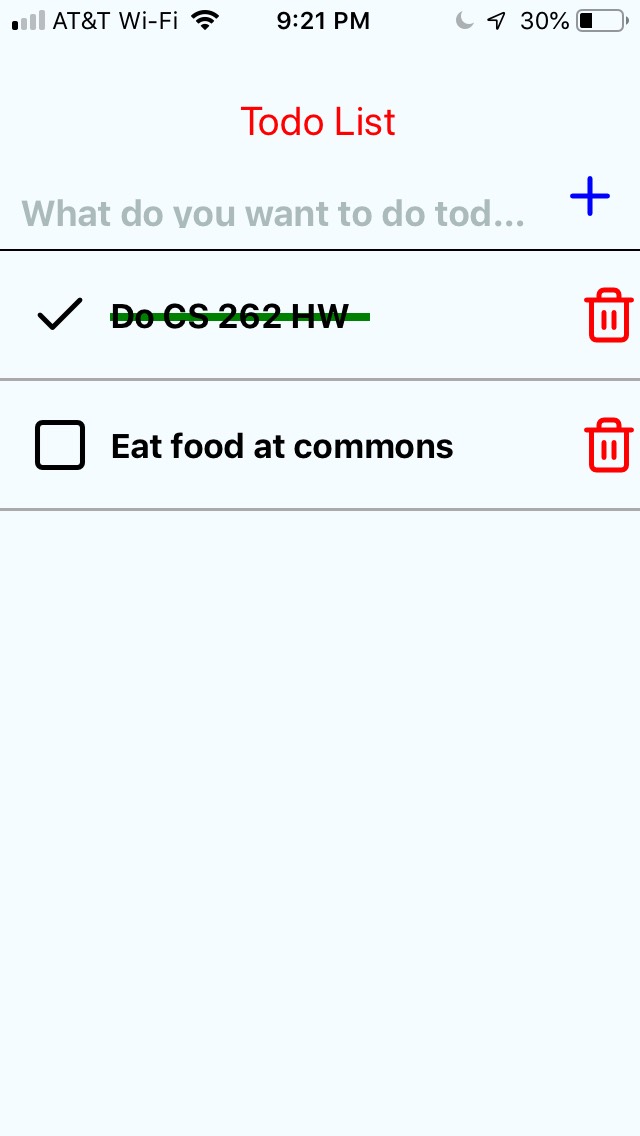 AT&T Wi-Fi 9:21 PM 30%
Todo List
What do you want to do tod...
Do CS 262 HW
Eat food at commons